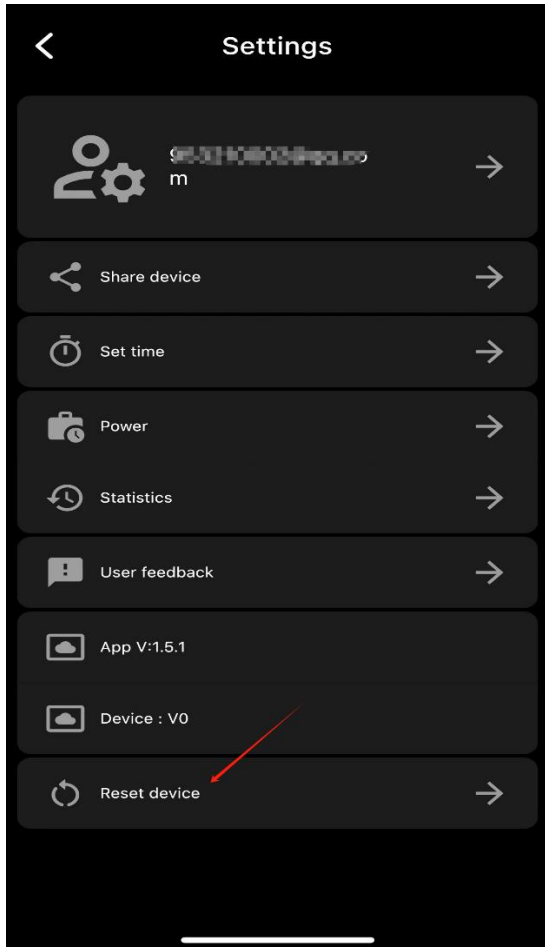 Settings
m
Share device
Set time
Power
Statistics
User feedback
App V:1.5.1
Device : V0
Reset device